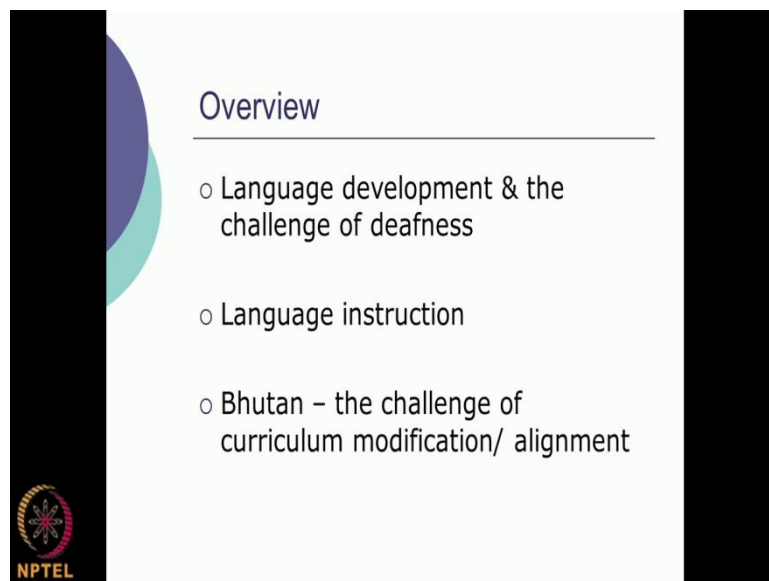 Overview
o Language development & the
challenge of deafness
o Language instruction
o Bhutan – the challenge of
curriculum modification/ alignment
NPTEL